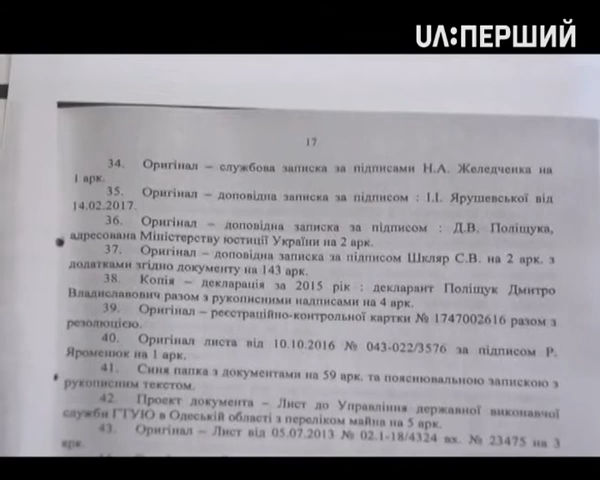 UA:ПЕРШИЙ
17
34. Оригінал – службова записка за підписами Н.А. Желедченка на
1 арк.
35. Оригінал – доповідна записка за підписом : І.І. Ярушевської від
14.02.2017.
36. Оригінал – доповідна записка за підписом : Д.В. Поліщука,
адресована Міністерству юстиції України на 2 арк.
37. Оригінал – доповідна записка за підписом Шкляр С.В. на 2 арк. з
додатками згідно документу на 143 арк.
38. Копія – декларація за 2015 рік : декларант Поліщук Дмитро
Владиславович разом з рукописними надписами на 4 арк.
39. Оригінал – реєстраційно-контрольної картки № 1747002616 разом з
резолюцією.
40. Оригінал листа від 10.10.2016 № 043-022/3576 за підписом Р.
Яроменюк на 1 арк.
41. Синя папка з документами на 59 арк. та пояснювальною запискою з
рукописним текстом.
42. Проект документа – Лист до Управління державної виконавчої
служби ГТУЮ в Одеській області з переліком майна на 5 арк.
43. Оригінал – Лист від 05.07.2013 № 02.1-18/4324 вх. № 23475 на 3
арк.